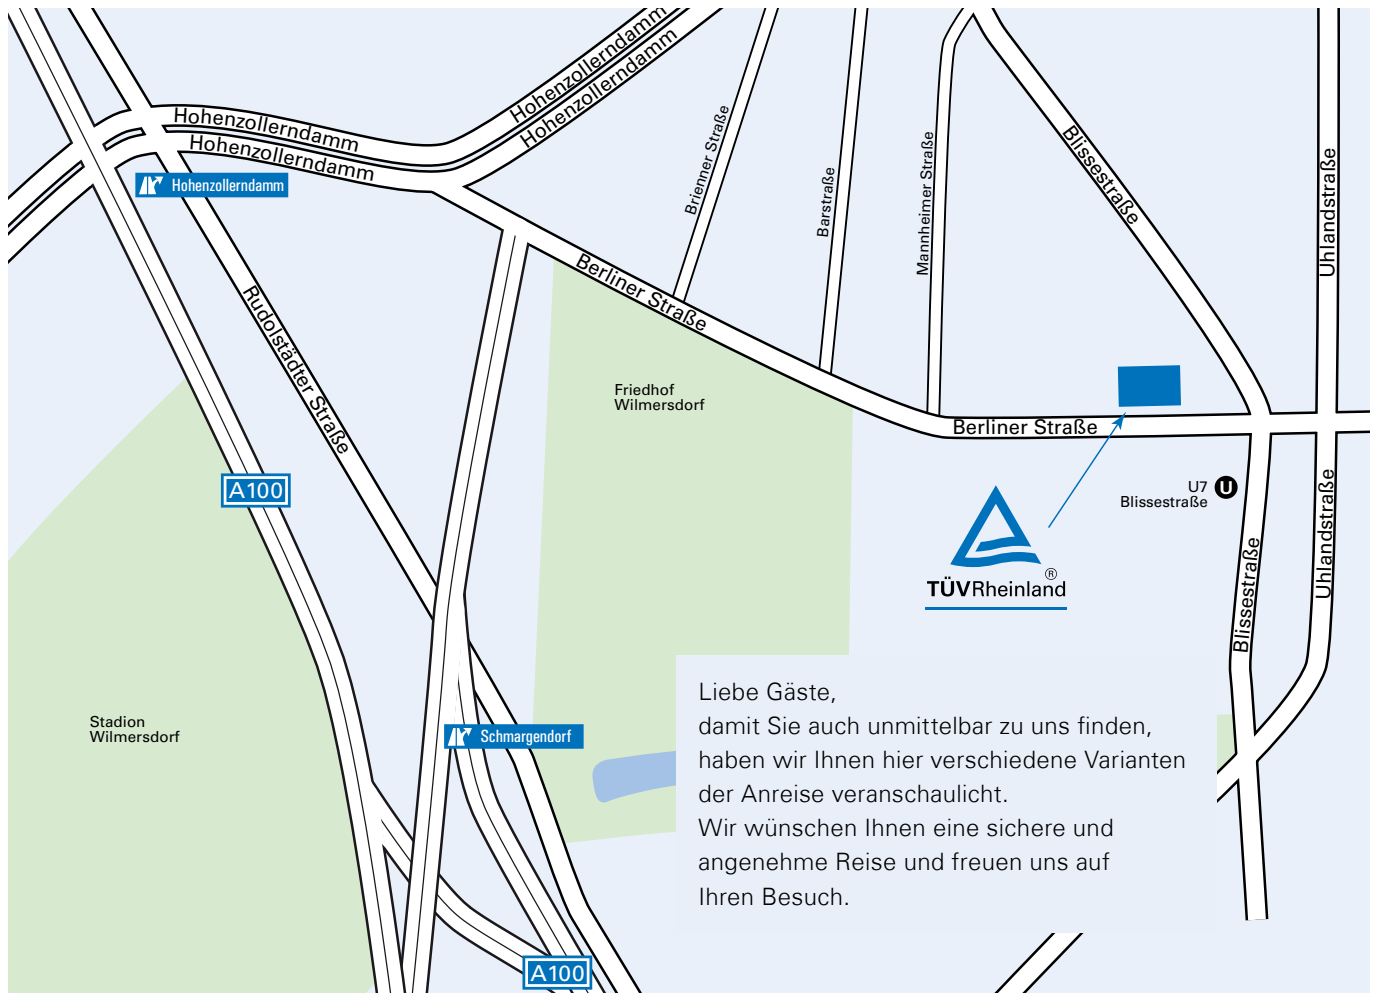 Hohenzollerndamm
Hohenzollerndamm
Hohenzollerndamm
Hohenzollerndamm
Hohenzollerndamm
Brienner Straße
Barstraße
Mannheimer Straße
Blissestraße
Uhlandstraße
Rudolstädter Straße
Berliner Straße
Friedhof
Wilmersdorf
Berliner Straße
A100
U7
Blissestraße
U
Uhlandstraße
Blissestraße
TÜVRheinland
®
Stadion
Wilmersdorf
Schmargendorf
Liebe Gäste,
damit Sie auch unmittelbar zu uns finden,
haben wir Ihnen hier verschiedene Varianten
der Anreise veranschaulicht.
Wir wünschen Ihnen eine sichere und
angenehme Reise und freuen uns auf
Ihren Besuch.
A100